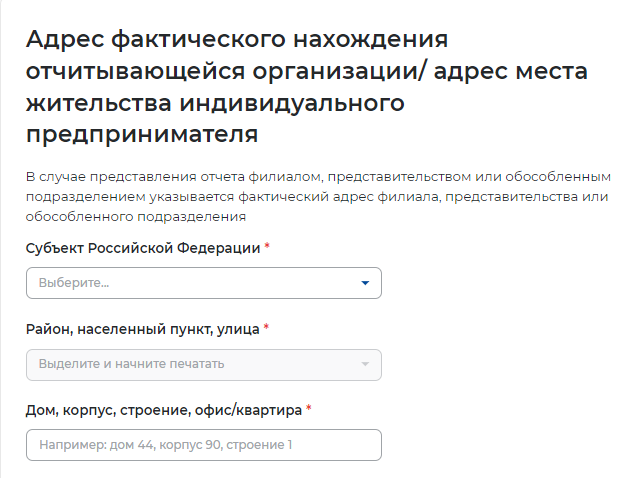 Адрес фактического нахождения
отчитывающейся организации/ адрес места
жительства индивидуального
предпринимателя
В случае представления отчета филиалом, представительством или обособленным
подразделением указывается фактический адрес филиала, представительства или
обособленного подразделения
Субъект Российской Федерации *
Выберите...
Район, населенный пункт, улица *
Выделите и начните печатать
Дом, корпус, строение, офис/квартира *
Например: дом 44, корпус 90, строение 1